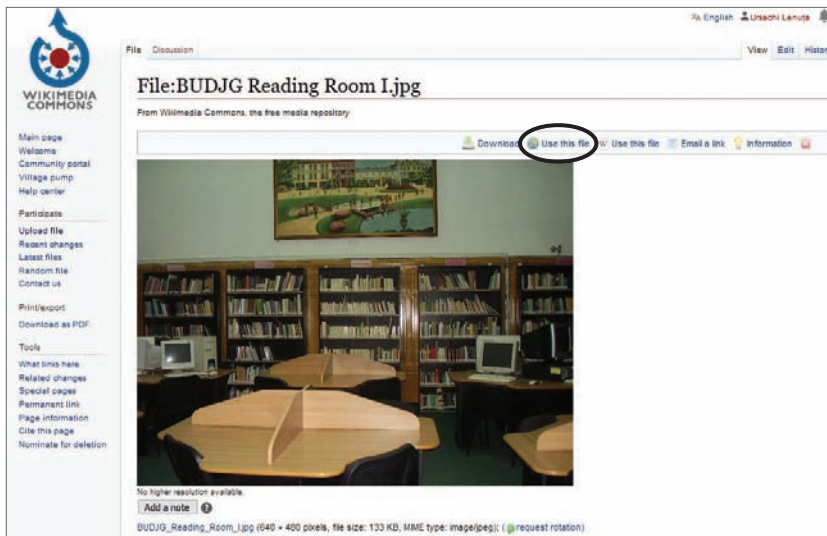 English Ursachi Lenuta
File Discussion View Edit Histor
WIKIMEDIA
COMMONS
File:BUDJG Reading Room I.jpg
From Wikimedia Commons, the free media repository
Download Use this file Use this file Email a link Information
Main page
Welcome
Community portal
Village pump
Help center
Participate
Upload file
Recent changes
Latest files
Random file
Contact us
Print/export
Download as PDF
Tools
What links here
Related changes
Special pages
Permanent link
Page information
Cite this page
Nominate for deletion
No higher resolution available.
Add a note ?
BUDJG_Reading_Room_I.jpg (640 × 480 pixels, file size: 133 KB, MIME type: image/jpeg); ( request rotation)